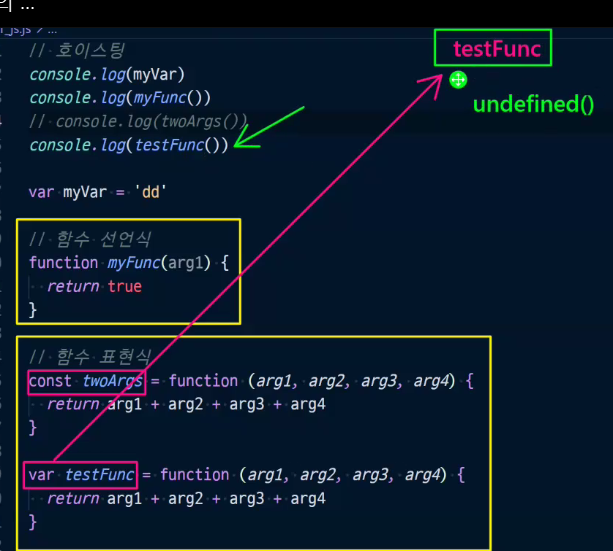 // 호이스팅
testFunc
console.log(myVar)
console.log(myFunc())
undefined()
// console.log(twoArgs())
console.log(testFunc())
var myVar = 'dd'
// 함수 선언식
function myFunc(arg1) {
return true
}
// 함수 표현식
const twoArgs = function (arg1, arg2, arg3, arg4) {
return arg1 + arg2 + arg3 + arg4
}
var testFunc = function (arg1, arg2, arg3, arg4) {
return arg1 + arg2 + arg3 + arg4
}